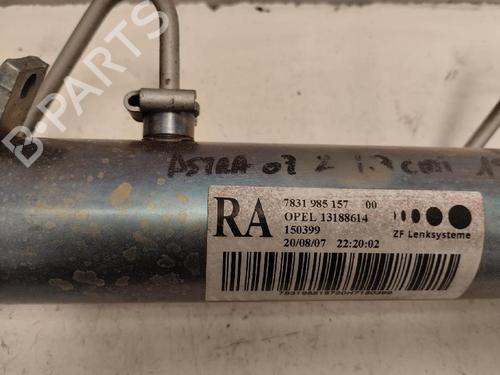 B-PARTS
ASTRA 07 1.7 CDTI
RA
7831 985 157 00
OPEL 13188614
150399
20/08/07 22:20:02
ZF Lenksysteme